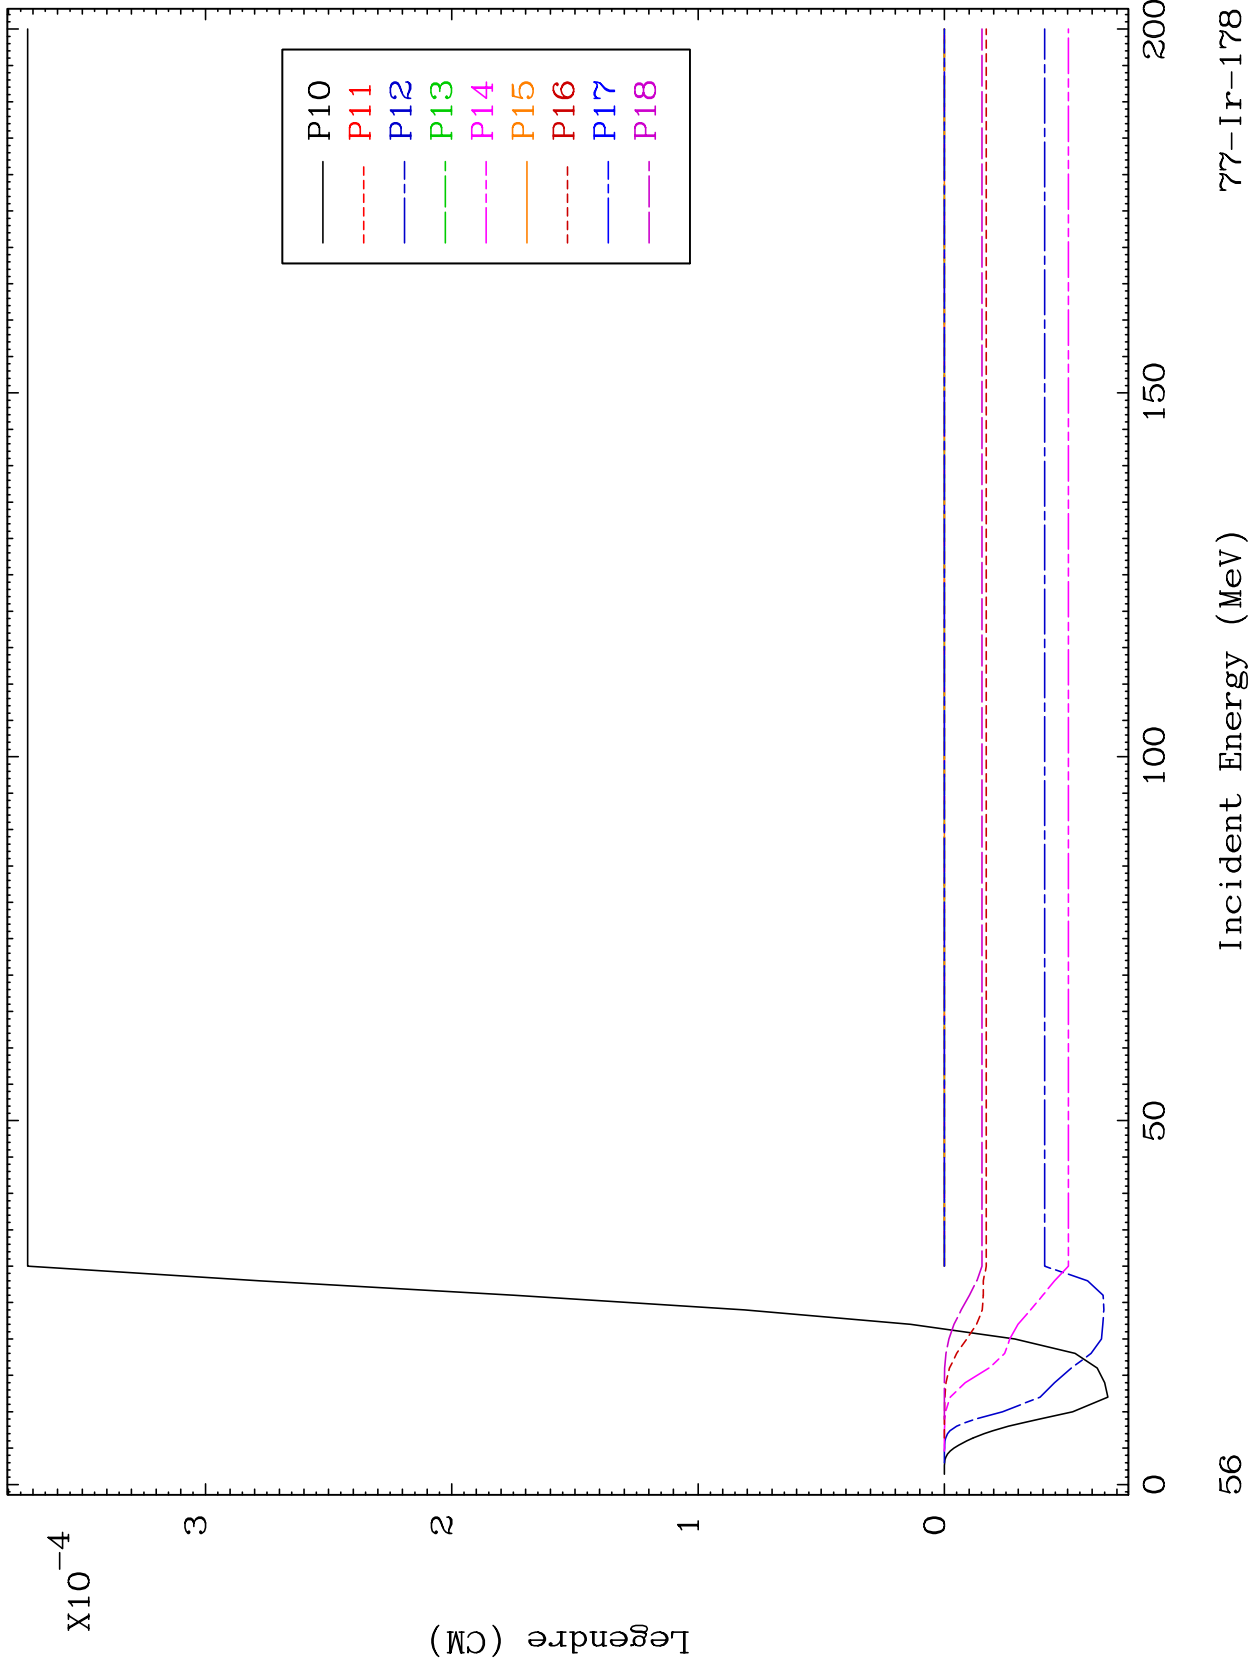 X10⁻⁴
Legendre (CM)
3
2
1
0
P10
P11
P12
P13
P14
P15
P16
P17
P18
0
50
100
150
200
Incident Energy (MeV)
56
77-Ir-178